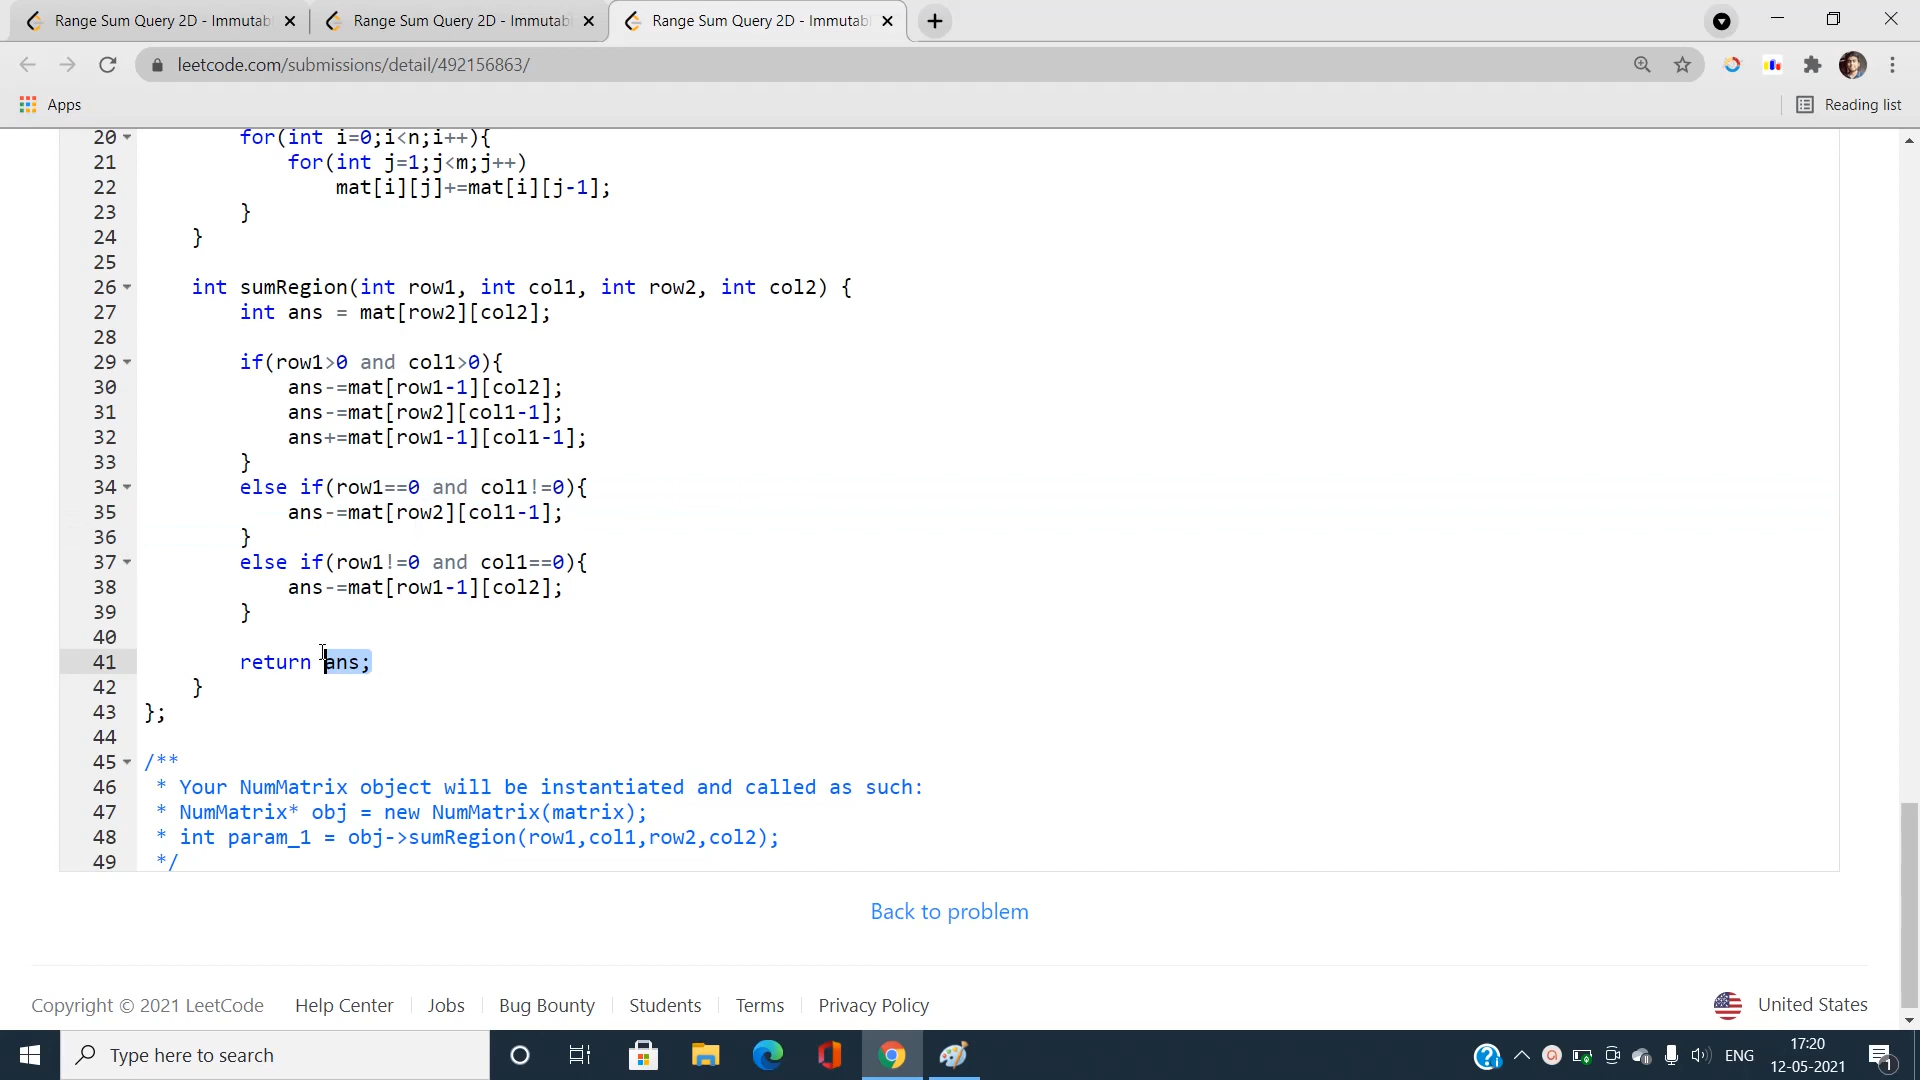 Range Sum Query 2D - Immutab
Range Sum Query 2D - Immutabl
Range Sum Query 2D - Immutab
leetcode.com/submissions/detail/492156863/
Apps
Reading list
20 for(int i=0;i<n;i++){
21 for(int j=1;j<m;j++)
22 mat[i][j]+=mat[i][j-1];
23 }
24 }
25
26 int sumRegion(int row1, int col1, int row2, int col2) {
27 int ans = mat[row2][col2];
28
29 if(row1>0 and col1>0){
30 ans-=mat[row1-1][col2];
31 ans-=mat[row2][col1-1];
32 ans+=mat[row1-1][col1-1];
33 }
34 else if(row1==0 and col1!=0){
35 ans-=mat[row2][col1-1];
36 }
37 else if(row1!=0 and col1==0){
38 ans-=mat[row1-1][col2];
39 }
40
41 return ans;
42 }
43 };
44
45 /**
46 * Your NumMatrix object will be instantiated and called as such:
47 * NumMatrix* obj = new NumMatrix(matrix);
48 * int param_1 = obj->sumRegion(row1,col1,row2,col2);
49 */
Back to problem
Copyright © 2021 LeetCode Help Center Jobs Bug Bounty Students Terms Privacy Policy United States
Type here to search
ENG
17:20
12-05-2021
1